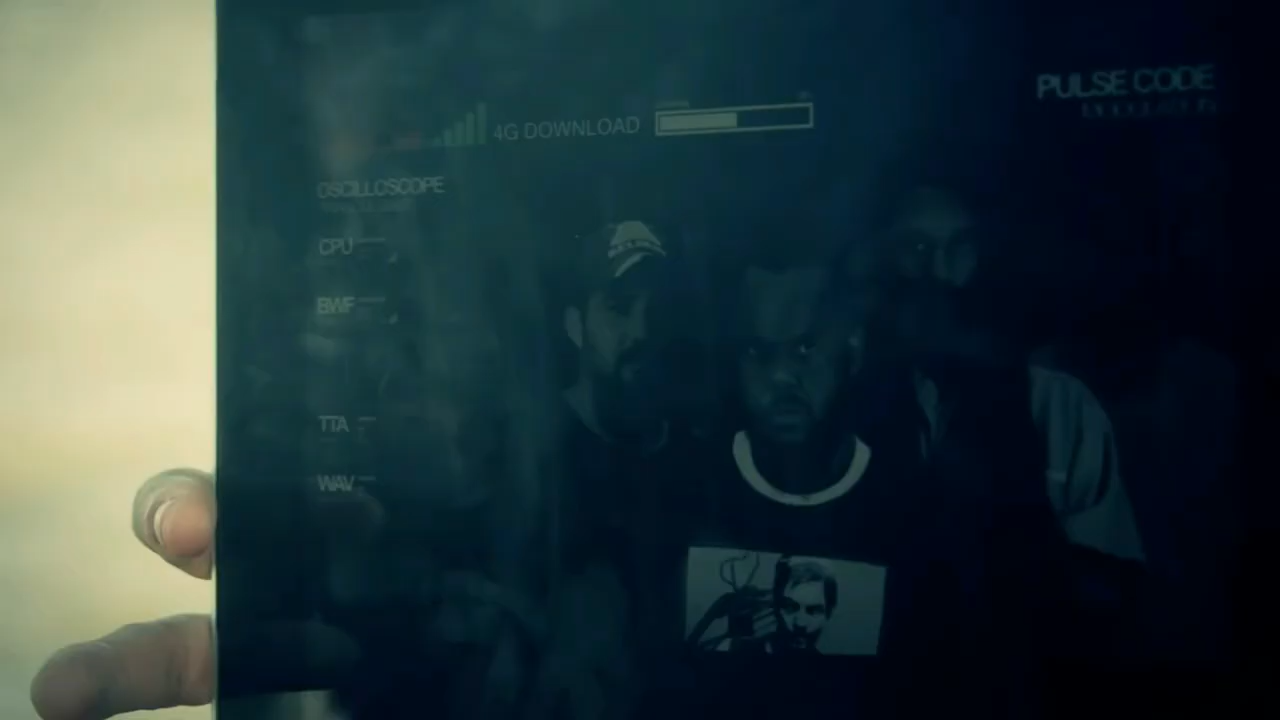 PULSE CODE
4G DOWNLOAD
OSCILLOSCOPE
CPU
BWF
TTA
WAV